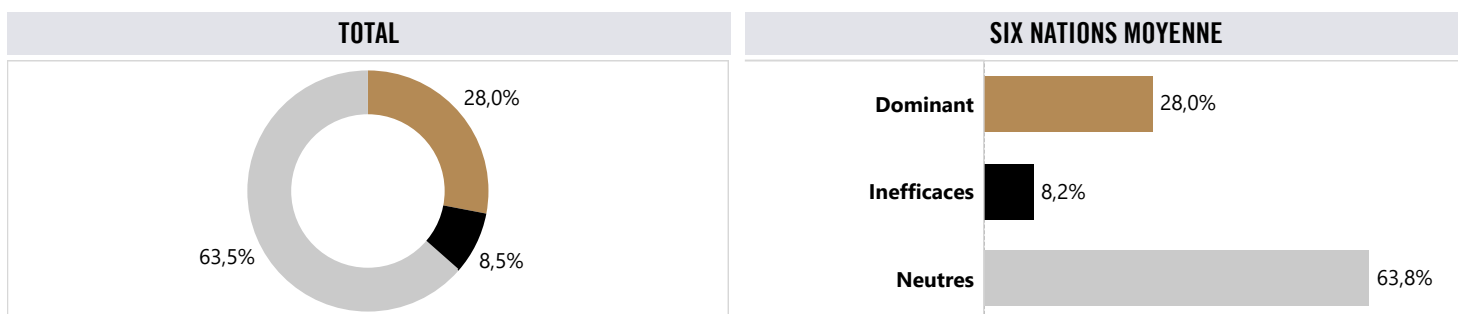 TOTAL
28,0%
8,5%
63,5%
SIX NATIONS MOYENNE
Dominant 28,0%
Inefficaces 8,2%
Neutres 63,8%